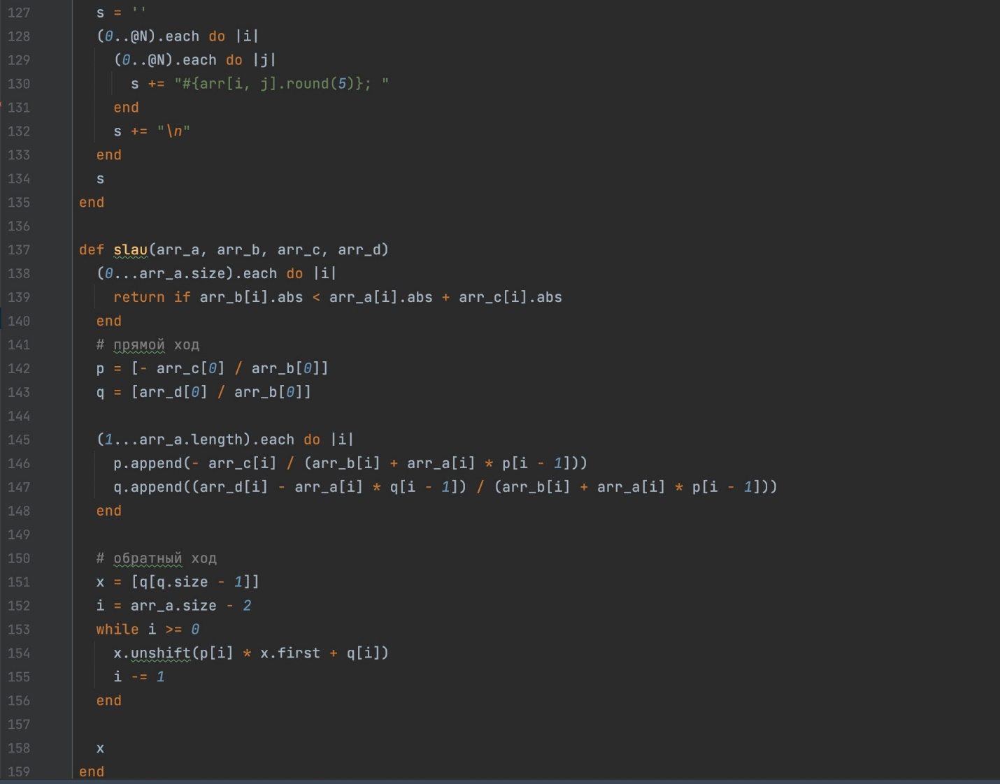 127 s = ''
128 (0..@N).each do |i|
129 (0..@N).each do |j|
130 s += "#{arr[i, j].round(5)}; "
131 end
132 s += "\n"
133 end
134 s
135 end
136
137 def slau(arr_a, arr_b, arr_c, arr_d)
138 (0...arr_a.size).each do |i|
139 return if arr_b[i].abs < arr_a[i].abs + arr_c[i].abs
140 end
141 # прямой ход
142 p = [- arr_c[0] / arr_b[0]]
143 q = [arr_d[0] / arr_b[0]]
144
145 (1...arr_a.length).each do |i|
146 p.append(- arr_c[i] / (arr_b[i] + arr_a[i] * p[i - 1]))
147 q.append((arr_d[i] - arr_a[i] * q[i - 1]) / (arr_b[i] + arr_a[i] * p[i - 1]))
148 end
149
150 # обратный ход
151 x = [q[q.size - 1]]
152 i = arr_a.size - 2
153 while i >= 0
154 x.unshift(p[i] * x.first + q[i])
155 i -= 1
156 end
157
158 x
159 end